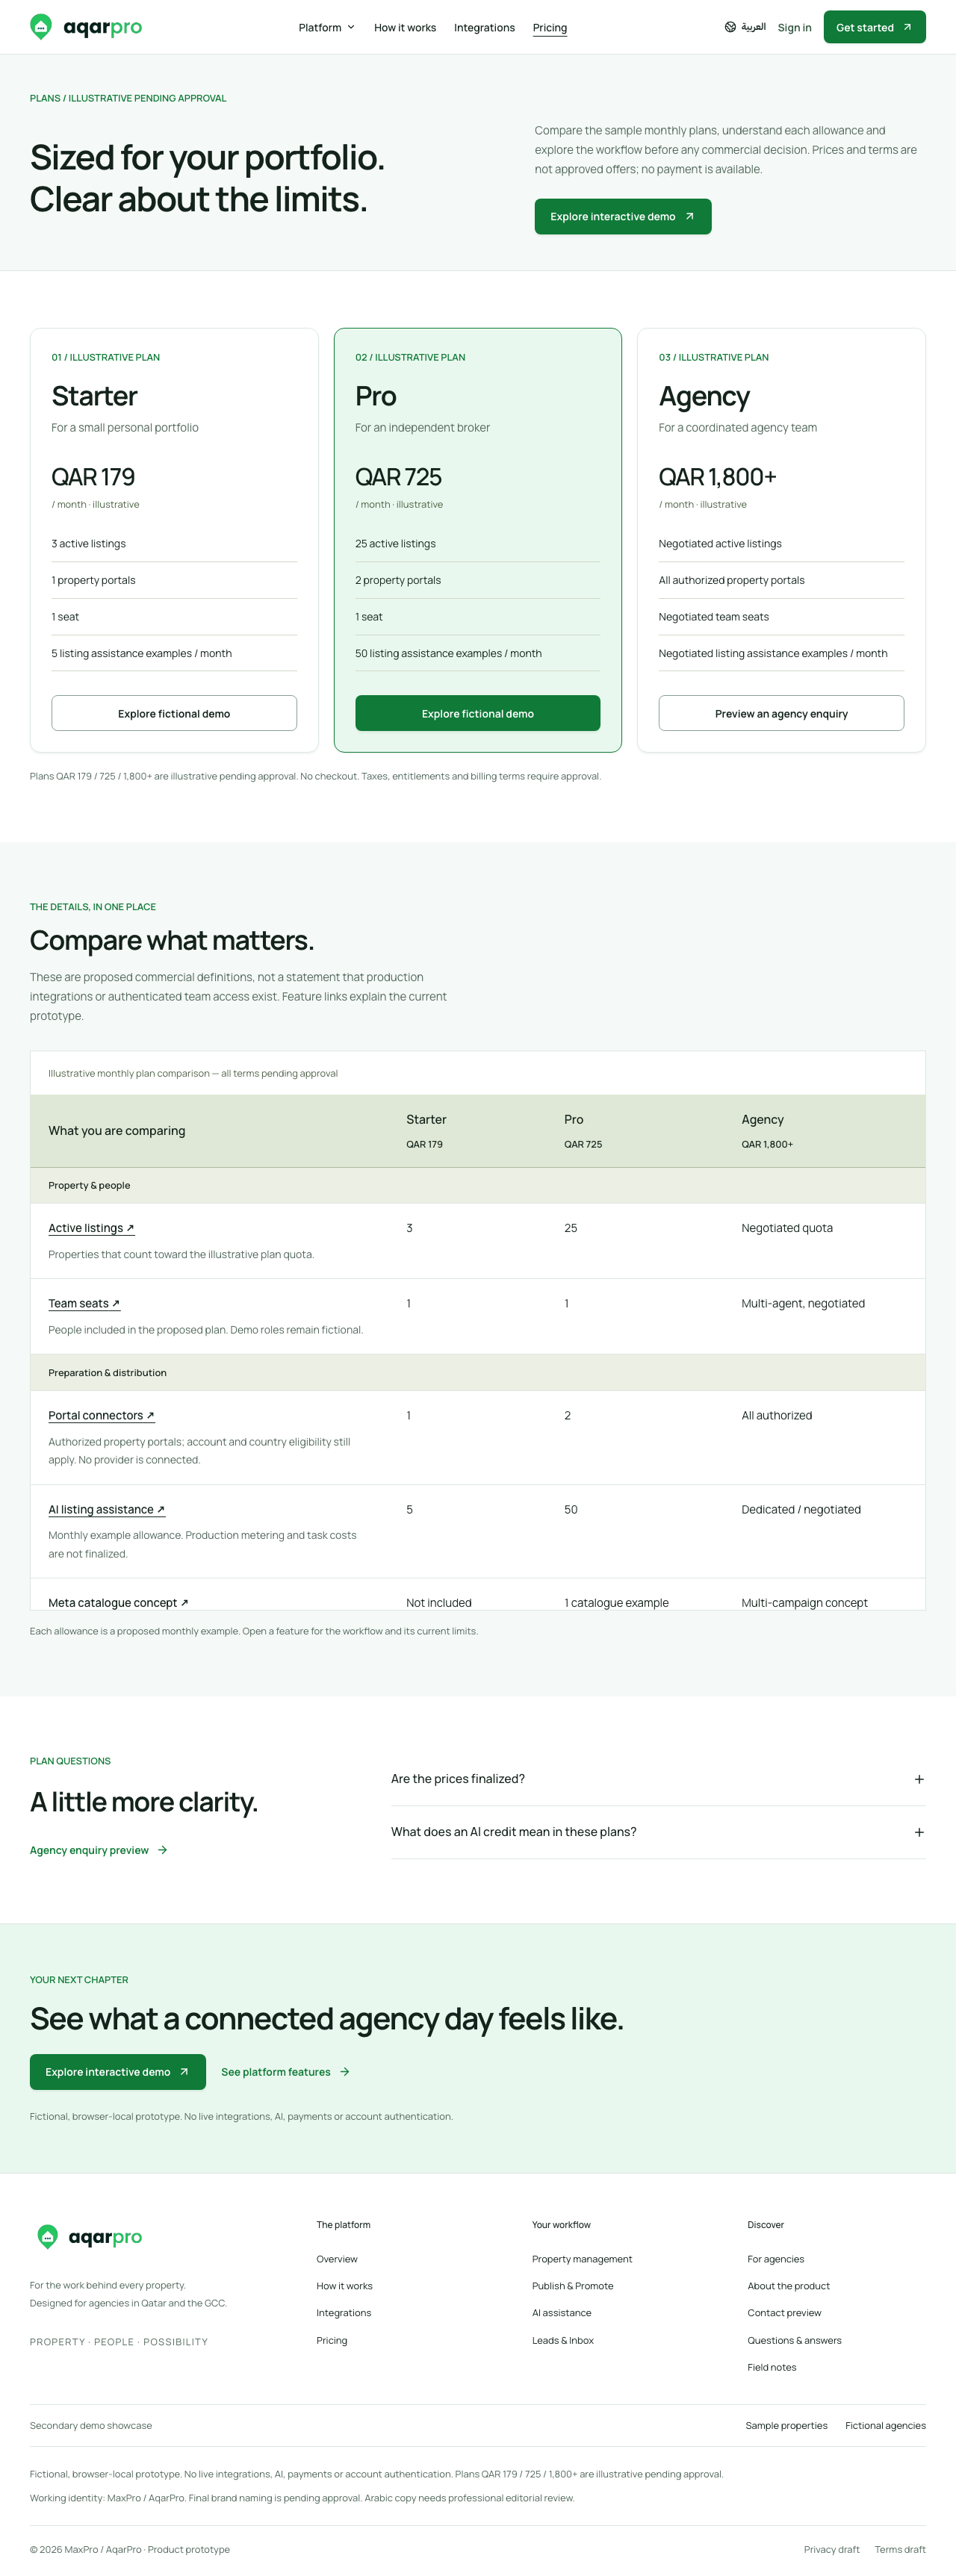 aqarpro
Platform
How it works
Integrations
Pricing
العربية
Sign in
Get started
PLANS / ILLUSTRATIVE PENDING APPROVAL
Sized for your portfolio.
Clear about the limits.
Compare the sample monthly plans, understand each allowance and
explore the workflow before any commercial decision. Prices and terms are
not approved offers; no payment is available.
Explore interactive demo
01 / ILLUSTRATIVE PLAN
Starter
For a small personal portfolio
QAR 179
/ month · illustrative
3 active listings
1 property portals
1 seat
5 listing assistance examples / month
Explore fictional demo
02 / ILLUSTRATIVE PLAN
Pro
For an independent broker
QAR 725
/ month · illustrative
25 active listings
2 property portals
1 seat
50 listing assistance examples / month
Explore fictional demo
03 / ILLUSTRATIVE PLAN
Agency
For a coordinated agency team
QAR 1,800+
/ month · illustrative
Negotiated active listings
All authorized property portals
Negotiated team seats
Negotiated listing assistance examples / month
Preview an agency enquiry
Plans QAR 179 / 725 / 1,800+ are illustrative pending approval. No checkout. Taxes, entitlements and billing terms require approval.
THE DETAILS, IN ONE PLACE
Compare what matters.
These are proposed commercial definitions, not a statement that production
integrations or authenticated team access exist. Feature links explain the current
prototype.
Illustrative monthly plan comparison — all terms pending approval
What you are comparing
Starter
QAR 179
Pro
QAR 725
Agency
QAR 1,800+
Property & people
Active listings ↗
3
25
Negotiated quota
Properties that count toward the illustrative plan quota.
Team seats ↗
1
1
Multi-agent, negotiated
People included in the proposed plan. Demo roles remain fictional.
Preparation & distribution
Portal connectors ↗
1
2
All authorized
Authorized property portals; account and country eligibility still
apply. No provider is connected.
AI listing assistance ↗
5
50
Dedicated / negotiated
Monthly example allowance. Production metering and task costs
are not finalized.
Meta catalogue concept ↗
Not included
1 catalogue example
Multi-campaign concept
Each allowance is a proposed monthly example. Open a feature for the workflow and its current limits.
PLAN QUESTIONS
A little more clarity.
Agency enquiry preview →
Are the prices finalized?
+
What does an AI credit mean in these plans?
+
YOUR NEXT CHAPTER
See what a connected agency day feels like.
Explore interactive demo
See platform features →
Fictional, browser-local prototype. No live integrations, AI, payments or account authentication.
aqarpro
For the work behind every property.
Designed for agencies in Qatar and the GCC.
PROPERTY · PEOPLE · POSSIBILITY
The platform
Overview
How it works
Integrations
Pricing
Your workflow
Property management
Publish & Promote
AI assistance
Leads & Inbox
Discover
For agencies
About the product
Contact preview
Questions & answers
Field notes
Secondary demo showcase
Sample properties
Fictional agencies
Fictional, browser-local prototype. No live integrations, AI, payments or account authentication. Plans QAR 179 / 725 / 1,800+ are illustrative pending approval.
Working identity: MaxPro / AqarPro. Final brand naming is pending approval. Arabic copy needs professional editorial review.
© 2026 MaxPro / AqarPro · Product prototype
Privacy draft
Terms draft